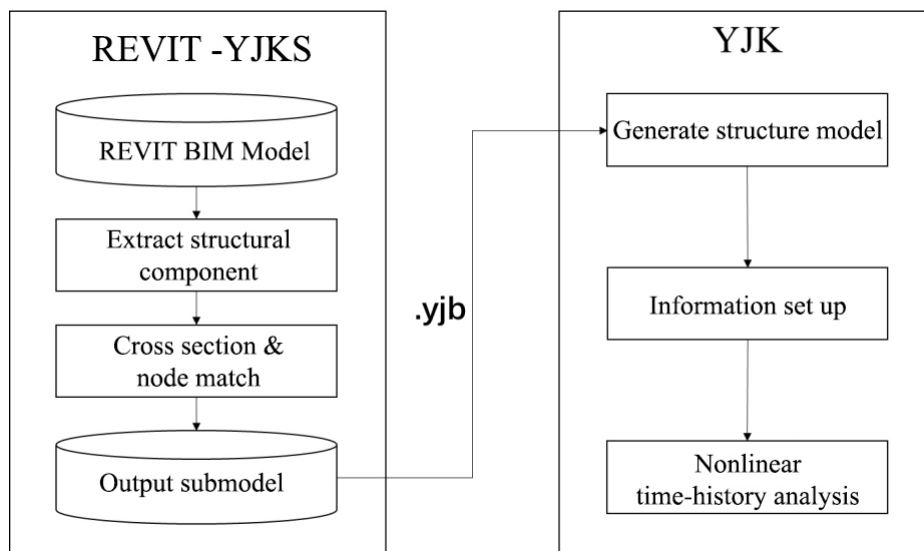 REVIT -YJKS
REVIT BIM Model
Extract structural
component
Cross section &
node match
Output submodel
.yjb
YJK
Generate structure model
Information set up
Nonlinear
time-history analysis